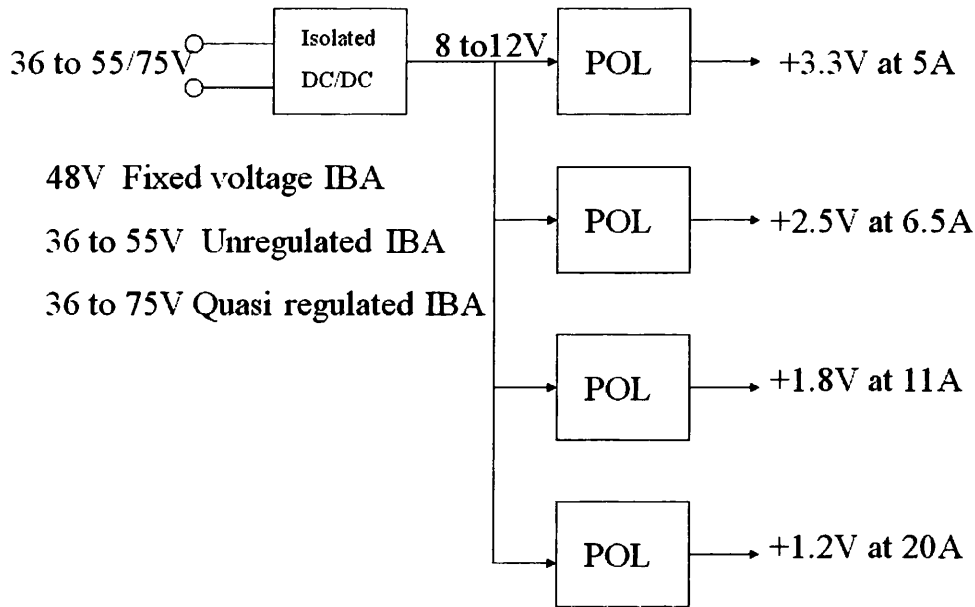 36 to 55/75V
Isolated
DC/DC
8 to12V
POL
+3.3V at 5A
48V Fixed voltage IBA
36 to 55V Unregulated IBA
36 to 75V Quasi regulated IBA
POL
+2.5V at 6.5A
POL
+1.8V at 11A
POL
+1.2V at 20A